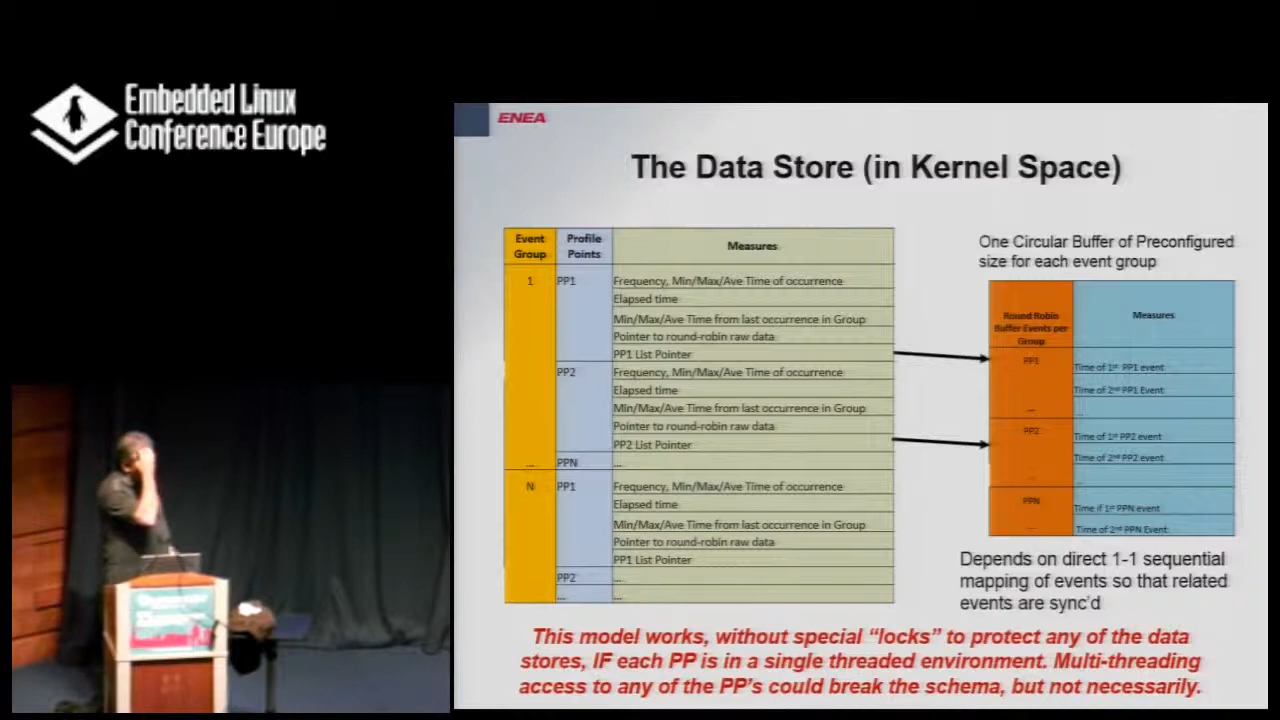 Embedded Linux
Conference Europe
ENEA
The Data Store (in Kernel Space)
Event
Group
Profile
Points
Measures
1
PP1
Frequency, Min/Max/Ave Time of occurrence
Elapsed time
Min/Max/Ave Time from last occurrence in Group
Pointer to round-robin raw data
PP1 List Pointer
PP2
Frequency, Min/Max/Ave Time of occurrence
Elapsed time
Min/Max/Ave Time from last occurrence in Group
Pointer to round-robin raw data
PP2 List Pointer
...
PPN
...
N
PP1
Frequency, Min/Max/Ave Time of occurrence
Elapsed time
Min/Max/Ave Time from last occurrence in Group
Pointer to round-robin raw data
PP1 List Pointer
PP2
...
...
...
One Circular Buffer of Preconfigured
size for each event group
Round Robin
Buffer Events per
Group
Measures
PP1
Time of 1st PP1 event
Time of 2nd PP1 Event
...
...
PP2
Time of 1st PP2 event
Time of 2nd PP2 event
...
...
PPN
Time if 1st PPN event
...
Time of 2nd PPN Event
Depends on direct 1-1 sequential
mapping of events so that related
events are sync'd
This model works, without special “locks” to protect any of the data
stores, IF each PP is in a single threaded environment. Multi-threading
access to any of the PP's could break the schema, but not necessarily.